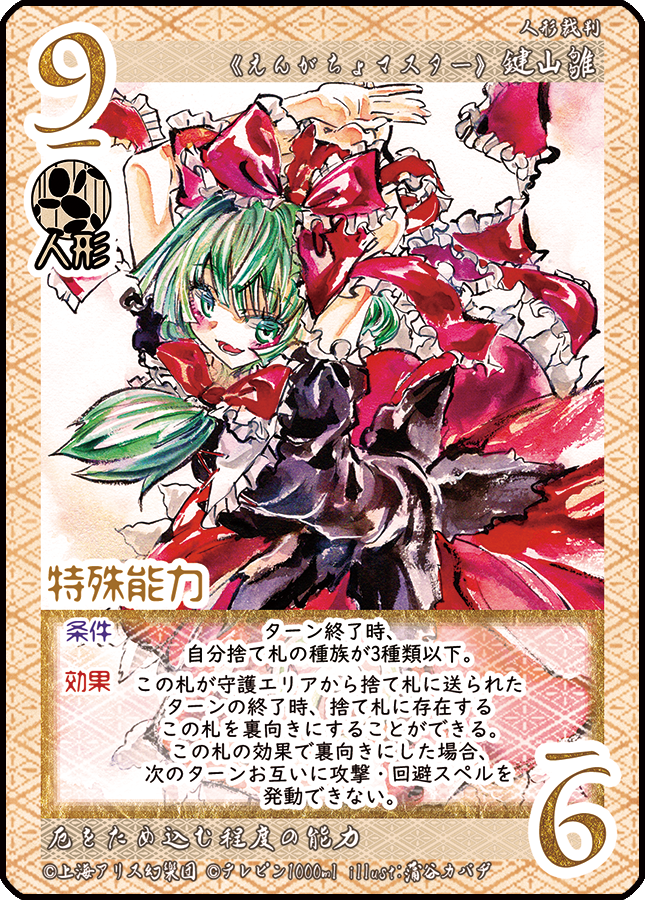 人形裁判
9
《えんがちょマスター》 鍵山雛
人形
特殊能力
条件
ターン終了時、
自分捨て札の種族が3種類以下。
効果
この札が守護エリアから捨て札に送られた
ターンの終了時、捨て札に存在する
この札を裏向きにすることができる。
この札の効果で裏向きにした場合、
次のターンお互いに攻撃・回避スペルを
発動できない。
9
厄をため込む程度の能力
©上海アリス幻樂団 ©テレピン1000ml illust:蒲谷カバヂ